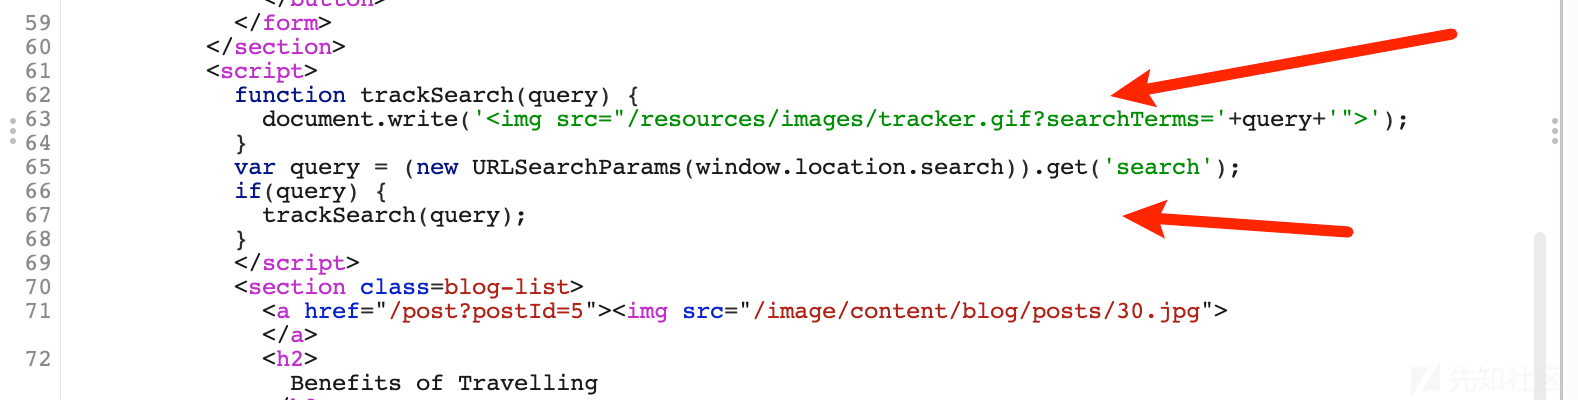 </button>
59 </form>
60 </section>
61 <script>
62 function trackSearch(query) {
63 document.write('<img src="/resources/images/tracker.gif?searchTerms='+query+'">');
64 }
65 var query = (new URLSearchParams(window.location.search)).get('search');
66 if(query) {
67 trackSearch(query);
68 }
69 </script>
70 <section class=blog-list>
71 <a href="/post?postId=5"><img src="/image/content/blog/posts/30.jpg">
</a>
72 <h2>
Benefits of Travelling
先知社区